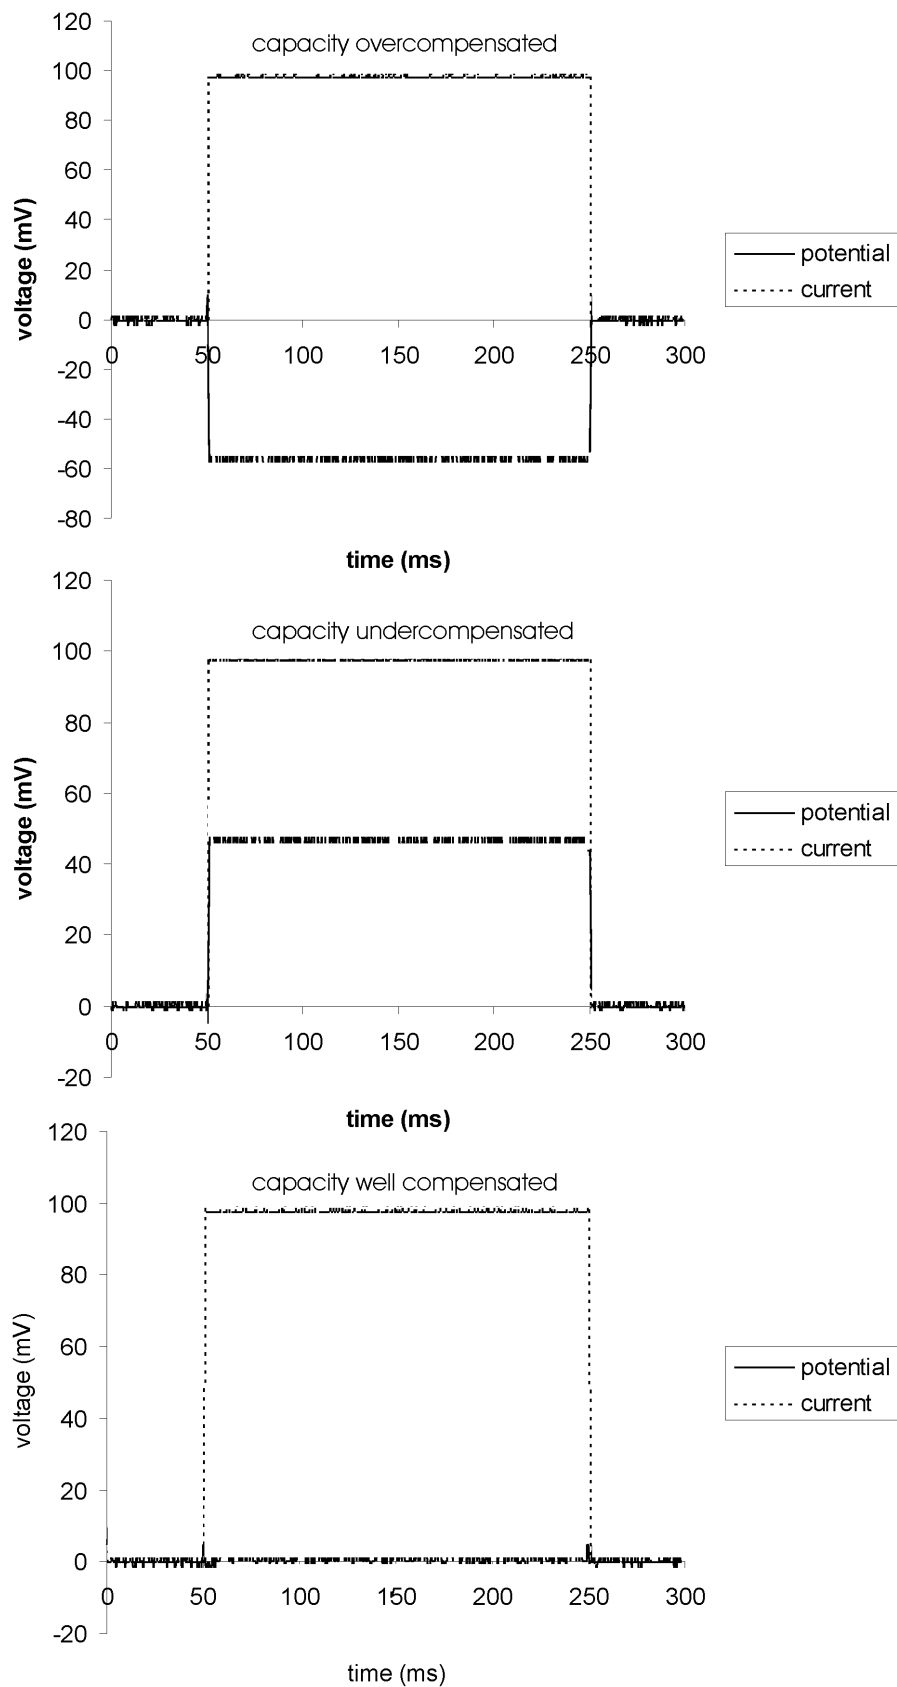 capacity overcompensated
voltage (mV)
120
100
80
60
40
20
0
-20
-40
-60
-80
0 50 100 150 200 250 300
time (ms)
potential
current
capacity undercompensated
voltage (mV)
120
100
80
60
40
20
0
-20
0 50 100 150 200 250 300
time (ms)
potential
current
capacity well compensated
voltage (mV)
120
100
80
60
40
20
0
-20
0 50 100 150 200 250 300
time (ms)
potential
current